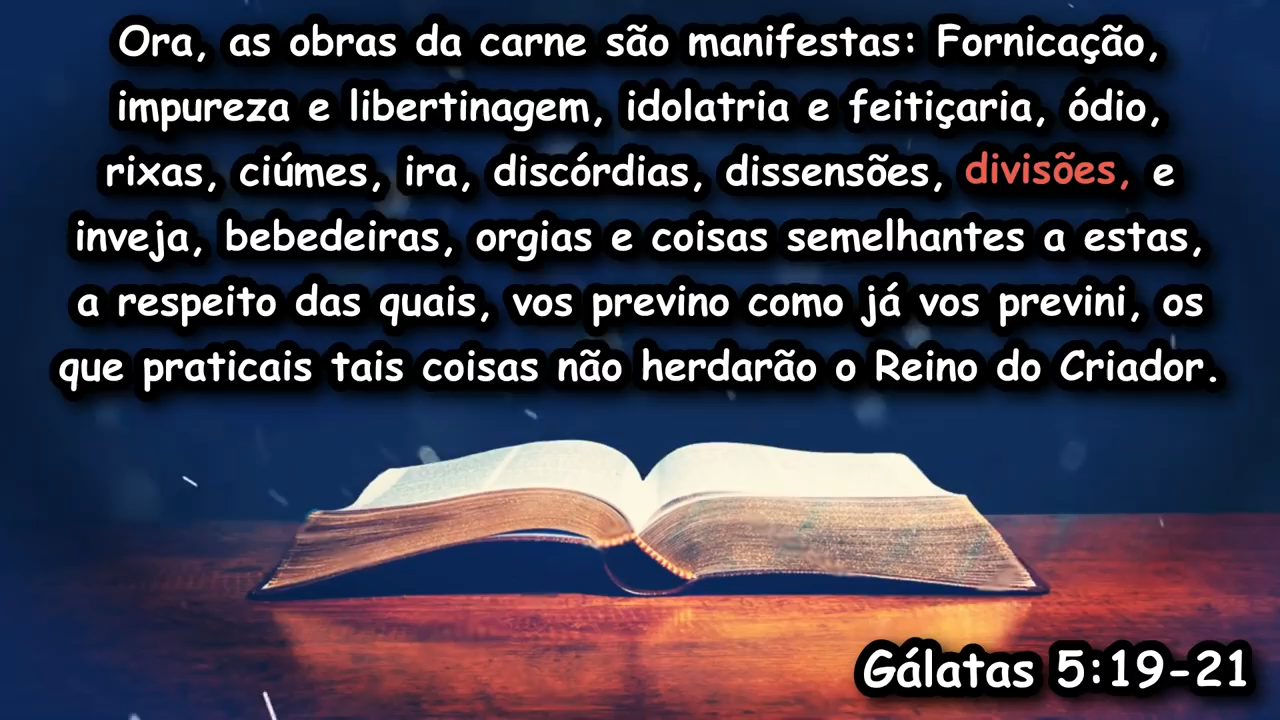 Ora, as obras da carne são manifestas: Fornicação,
impureza e libertinagem, idolatria e feitiçaria, ódio,
rixas, ciúmes, ira, discórdias, dissensões, divisões, e
inveja, bebedeiras, orgias e coisas semelhantes a estas,
a respeito das quais, vos previno como já vos previni, os
que praticais tais coisas não herdarão o Reino do Criador.
Gálatas 5:19-21